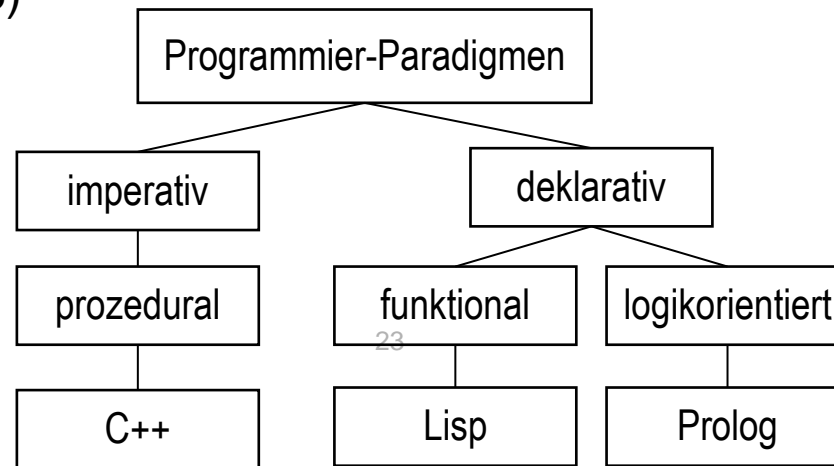 )
Programmier-Paradigmen
imperativ
deklarativ
prozedural
funktional
logikorientiert
23
C++
Lisp
Prolog